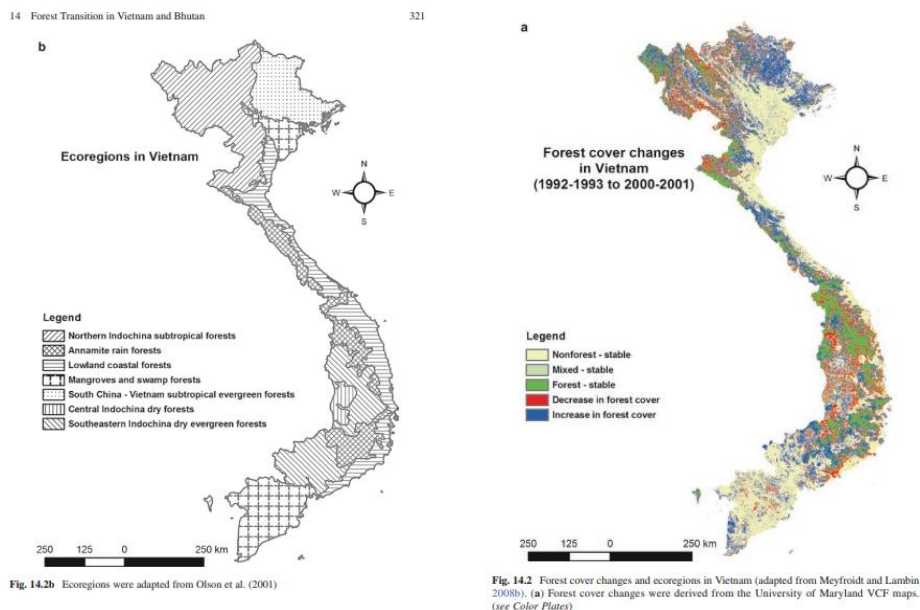 14 Forest Transition in Vietnam and Bhutan 321
b
Ecoregions in Vietnam
N
W E
S
Legend
Northern Indochina subtropical forests
Annamite rain forests
Lowland coastal forests
Mangroves and swamp forests
South China - Vietnam subtropical evergreen forests
Central Indochina dry forests
Southeastern Indochina dry evergreen forests
250 125 0 250 km
Fig. 14.2b Ecoregions were adapted from Olson et al. (2001)
a
Forest cover changes
in Vietnam
(1992-1993 to 2000-2001)
N
W E
S
Legend
Nonforest - stable
Mixed - stable
Forest - stable
Decrease in forest cover
Increase in forest cover
250 125 0 250 km
Fig. 14.2 Forest cover changes and ecoregions in Vietnam (adapted from Meyfroidt and Lambin
2008b). (a) Forest cover changes were derived from the University of Maryland VCF maps.
(see Color Plates)